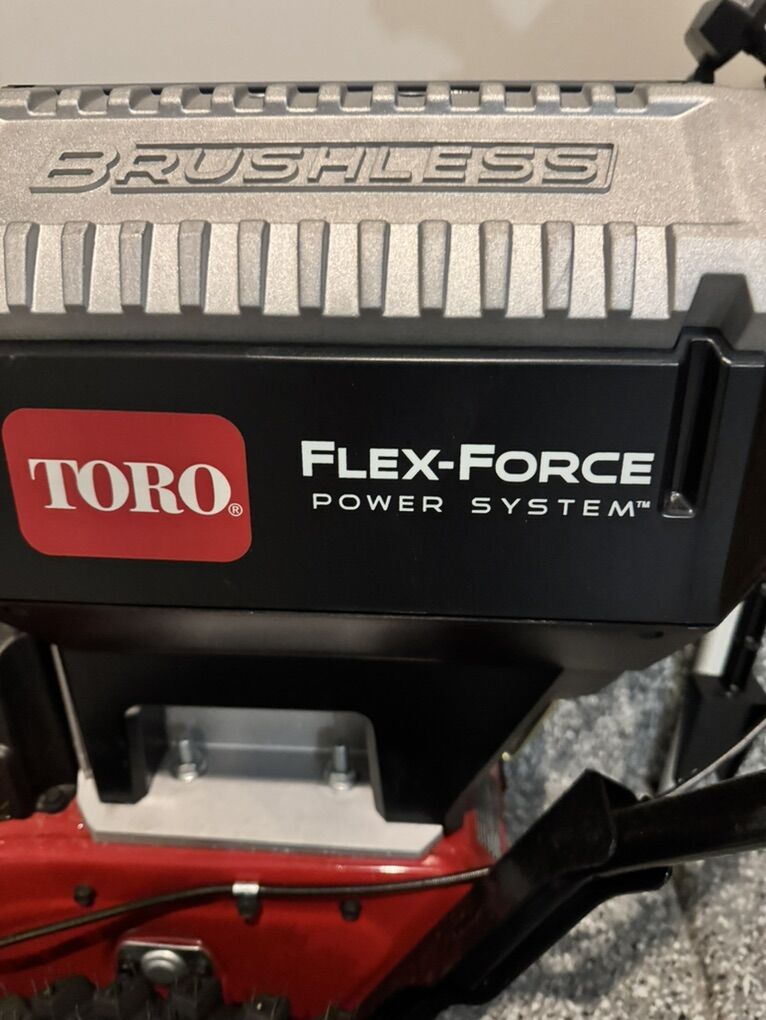 BRUSHLESS
TORO®
FLEX-FORCE
POWER SYSTEM™